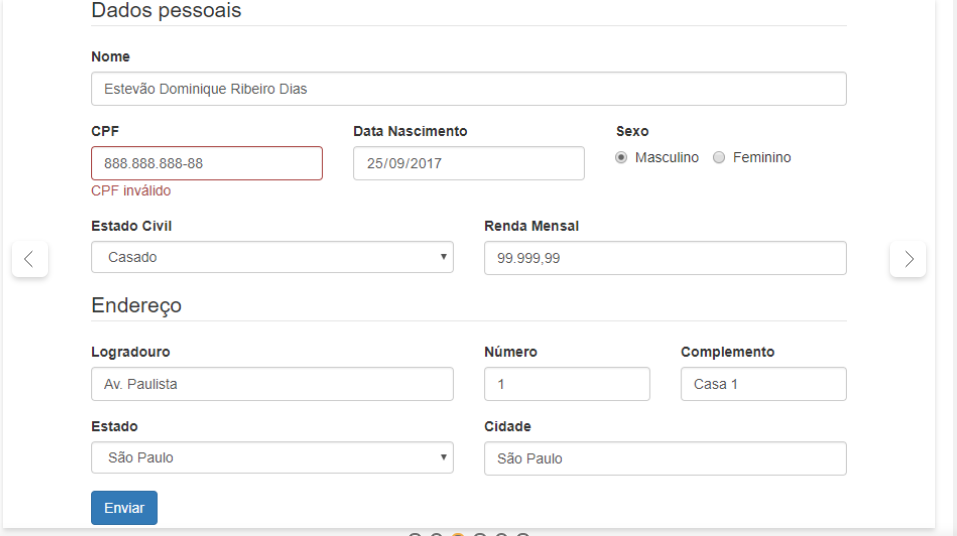 Dados pessoais
Nome
Estevão Dominique Ribeiro Dias
CPF Data Nascimento Sexo
888.888.888-88 25/09/2017 Masculino Feminino
CPF inválido
Estado Civil Renda Mensal
Casado 99.999,99
Endereço
Logradouro Número Complemento
Av. Paulista 1 Casa 1
Estado Cidade
São Paulo São Paulo
Enviar